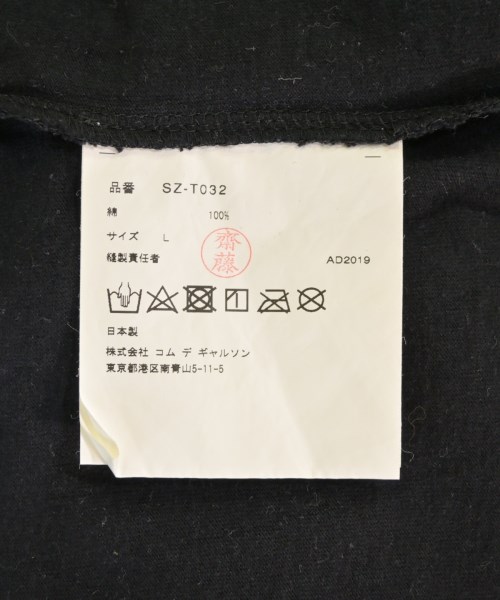 品番 SZ-T032
綿 100%
サイズ L
縫製責任者 齋藤 AD2019
日本製
株式会社 コム デ ギャルソン
東京都港区南青山5-11-5